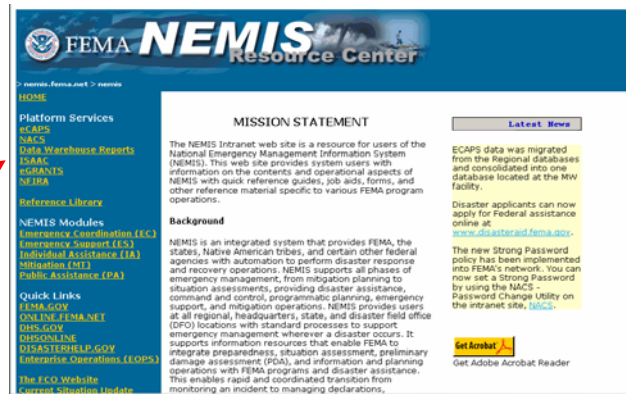 FEMA NEMIS
Resource Center
> nemis.fema.net > nemis
HOME
Platform Services
eCAPS
NACS
Data Warehouse Reports
ISAAC
eGRANTS
NFIRA
Reference Library
NEMIS Modules
Emergency Coordination (EC)
Emergency Support (ES)
Individual Assistance (IA)
Mitigation (MT)
Public Assistance (PA)
Quick Links
FEMA.GOV
ONLINE.FEMA.NET
DHS.GOV
DHSONLINE
DISASTERHELP.GOV
Enterprise Operations (EOPS)
The FCO Website
Current Situation Update
MISSION STATEMENT
The NEMIS Intranet web site is a resource for users of the
National Emergency Management Information System
(NEMIS). This web site provides system users with
information on the contents and operational aspects of
NEMIS with quick reference guides, job aids, forms, and
other reference material specific to various FEMA program
operations.
Background
NEMIS is an integrated system that provides FEMA, the
states, Native American tribes, and certain other federal
agencies with automation to perform disaster response
and recovery operations. NEMIS supports all phases of
emergency management, from mitigation planning to
situation assessments, providing disaster assistance,
command and control, programmatic planning, emergency
support, and mitigation operations. NEMIS provides users
at all regional, headquarters, state, and disaster field office
(DFO) locations with standard processes to support
emergency management wherever a disaster occurs. It
supports information resources that enable FEMA to
integrate preparedness, situation assessment, preliminary
damage assessment (PDA), and information and planning
operations with FEMA programs and disaster assistance.
This enables rapid and coordinated transition from
monitoring an incident to managing declarations,
Latest News
ECAPS data was migrated
from the Regional databases
and consolidated into one
database located at the MW
facility.
Disaster applicants can now
apply for Federal assistance
online at
www.disasteraid.fema.gov.
The new Strong Password
policy has been implemented
into FEMA's network. You can
now set a Strong Password
by using the NACS -
Password Change Utility on
the intranet site, NACS.
Get Acrobat
Get Adobe Acrobat Reader